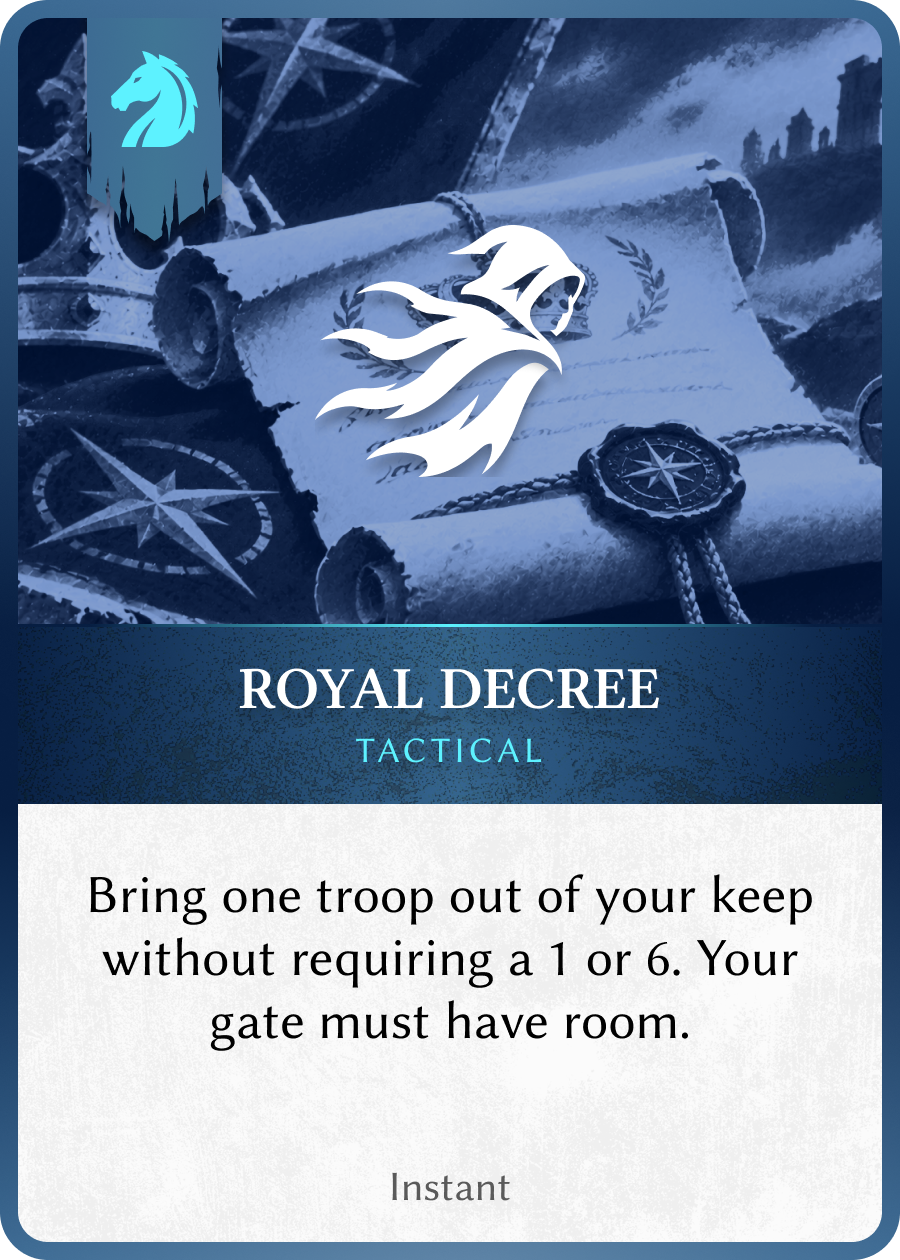 ROYAL DECREE
TACTICAL
Bring one troop out of your keep
without requiring a 1 or 6. Your
gate must have room.
Instant